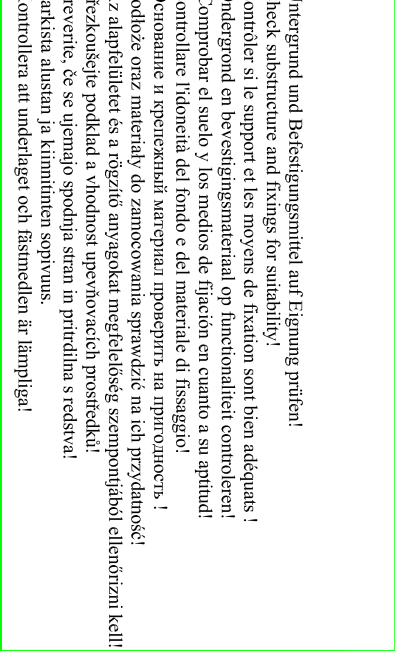 ntergrund und Befestigungsmittel auf Eignung prüfen!
heck substructure and fixings for suitability!
ontrôler si le support et les moyens de fixation sont bien adéquats !
ndergrond en bevestigingsmateriaal op functionaliteit controleren!
Comprobar el suelo y los medios de fijación en cuanto a su aptitud!
ontrollare l'idoneità del fondo e del materiale di fissaggio!
Основание и крепежный материал проверить на пригодность !
odłoże oraz materiały do zamocowania sprawdzić na ich przydatność!
z alapfelületet és a rögzítő anyagokat megfelelőség szempontjából ellenőrizni kell!
řezkoušejte podklad a vhodnost upevňovacích prostředků!
reverite, če se ujemajo spodnja stran in pritrdilna s redstva!
arkista alustan ja kiinnitinten sopivuus.
ontrollera att underlaget och fästmedlen är lämpliga!